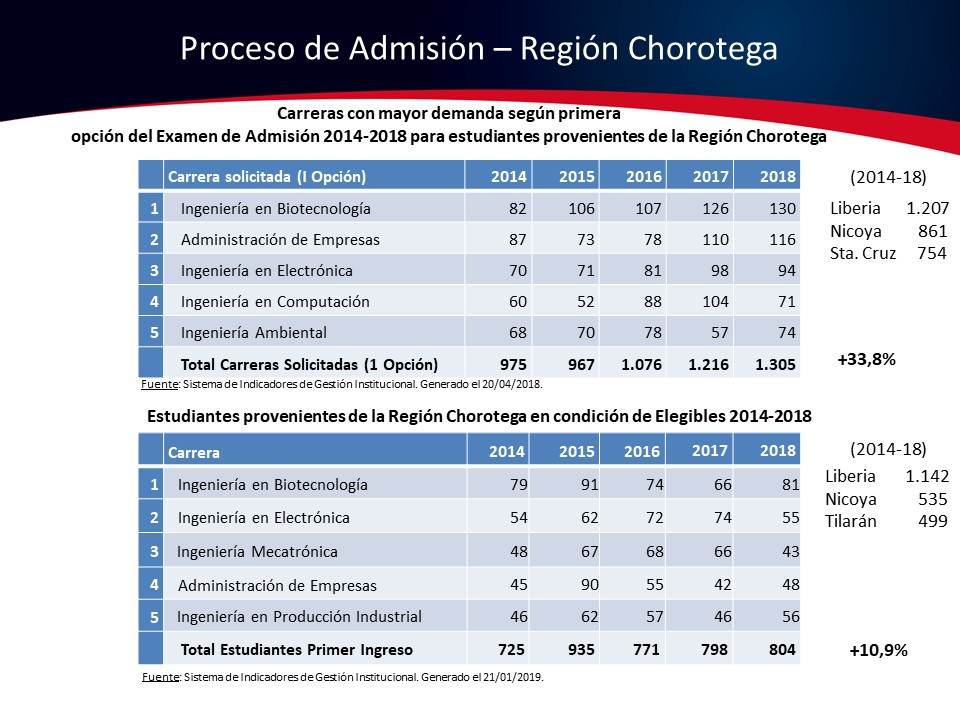 Proceso de Admisión – Región Chorotega
Carreras con mayor demanda según primera
opción del Examen de Admisión 2014-2018 para estudiantes provenientes de la Región Chorotega
Carrera solicitada (I Opción) 2014 2015 2016 2017 2018
1 Ingeniería en Biotecnología 82 106 107 126 130
2 Administración de Empresas 87 73 78 110 116
3 Ingeniería en Electrónica 70 71 81 98 94
4 Ingeniería en Computación 60 52 88 104 71
5 Ingeniería Ambiental 68 70 78 57 74
Total Carreras Solicitadas (1 Opción) 975 967 1.076 1.216 1.305
(2014-18)
Liberia 1.207
Nicoya 861
Sta. Cruz 754
+33,8%
Fuente: Sistema de Indicadores de Gestión Institucional. Generado el 20/04/2018.
Estudiantes provenientes de la Región Chorotega en condición de Elegibles 2014-2018
Carrera 2014 2015 2016 2017 2018
1 Ingeniería en Biotecnología 79 91 74 66 81
2 Ingeniería en Electrónica 54 62 72 74 55
3 Ingeniería Mecatrónica 48 67 68 66 43
4 Administración de Empresas 45 90 55 42 48
5 Ingeniería en Producción Industrial 46 62 57 46 56
Total Estudiantes Primer Ingreso 725 935 771 798 804
(2014-18)
Liberia 1.142
Nicoya 535
Tilarán 499
+10,9%
Fuente: Sistema de Indicadores de Gestión Institucional. Generado el 21/01/2019.